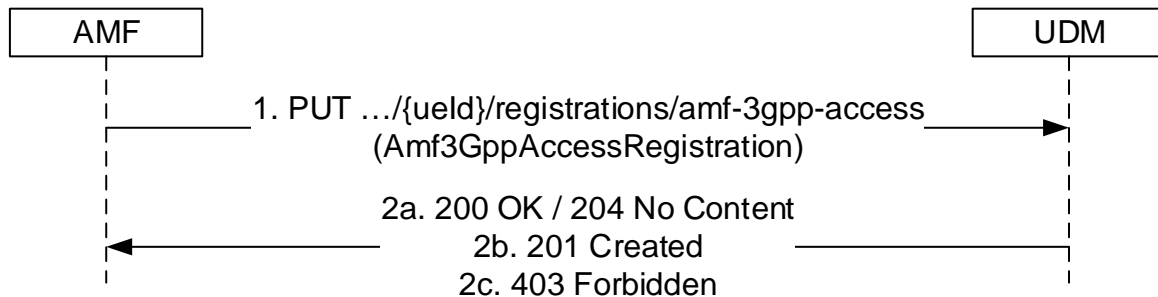 AMF
UDM
1. PUT …/{ueId}/registrations/amf-3gpp-access
(Amf3GppAccessRegistration)
2a. 200 OK / 204 No Content
2b. 201 Created
2c. 403 Forbidden